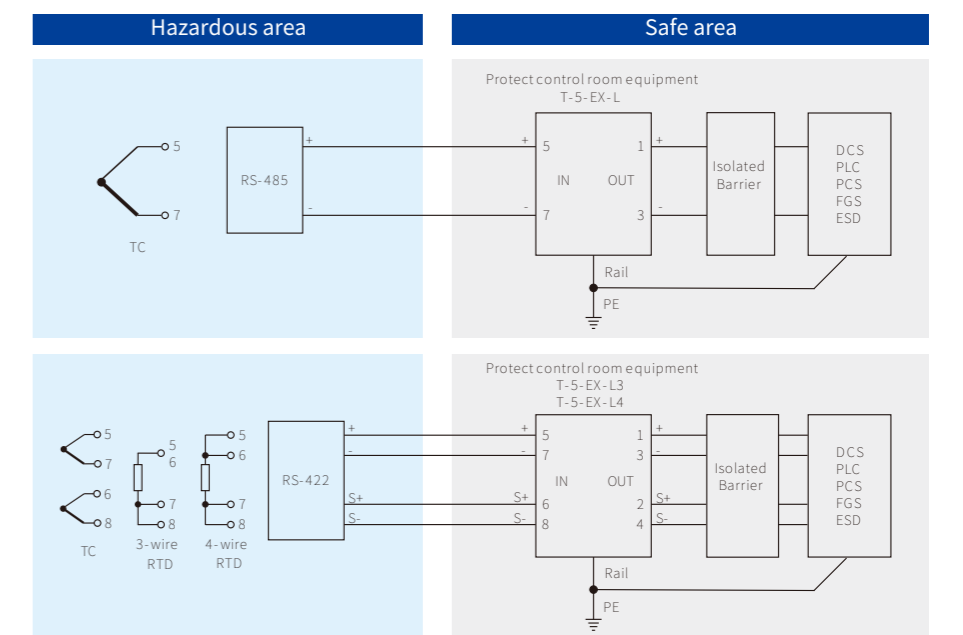 Hazardous area
Safe area
Protect control room equipment
T-5-EX-L
5
7
TC
RS-485
+
-
+
-
5
7
IN
OUT
1
3
+
-
Isolated
Barrier
DCS
PLC
PCS
FGS
ESD
Rail
PE
Protect control room equipment
T-5-EX-L3
T-5-EX-L4
5
7
6
8
TC
5
6
7
8
3-wire
RTD
5
6
7
8
4-wire
RTD
RS-422
+
-
S+
S-
+
-
S+
S-
5
7
6
8
IN
OUT
1
3
2
4
+
-
S+
S-
Isolated
Barrier
DCS
PLC
PCS
FGS
ESD
Rail
PE